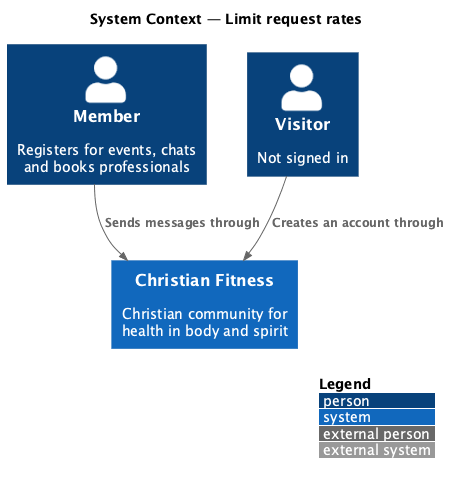 System Context — Limit request rates
Member
Registers for events, chats
and books professionals
Visitor
Not signed in
Sends messages through
Creates an account through
Christian Fitness
Christian community for
health in body and spirit
Legend
person
system
external person
external system